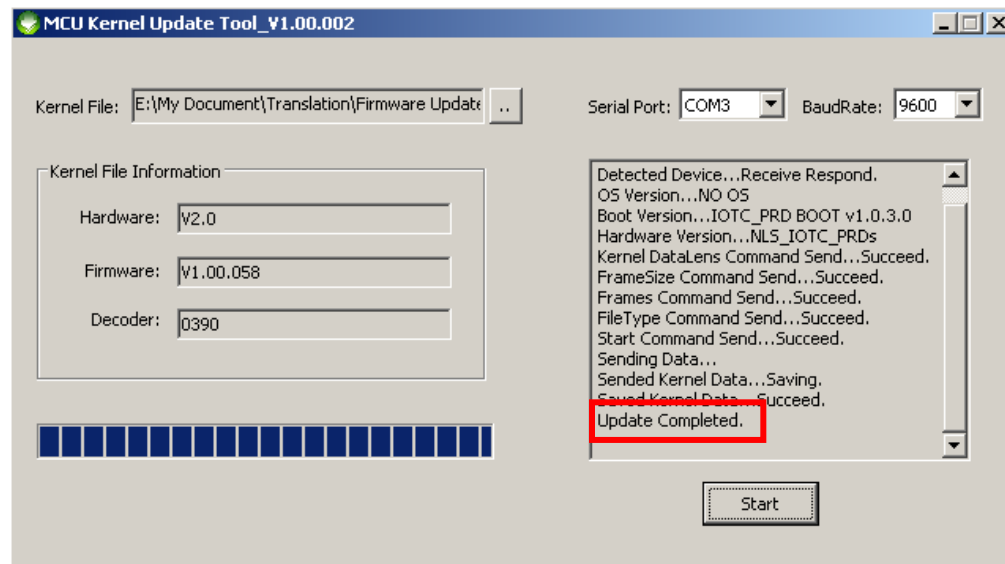 MCU Kernel Update Tool_V1.00.002
Kernel File: E:\My Document\Translation\Firmware Update .. Serial Port: COM3 BaudRate: 9600
Kernel File Information
Hardware: V2.0
Firmware: V1.00.058
Decoder: 0390
Detected Device...Receive Respond.
OS Version...NO OS
Boot Version...IOTC_PRD BOOT v1.0.3.0
Hardware Version...NLS_IOTC_PRDs
Kernel DataLens Command Send...Succeed.
FrameSize Command Send...Succeed.
Frames Command Send...Succeed.
FileType Command Send...Succeed.
Start Command Send...Succeed.
Sending Data...
Sended Kernel Data...Saving.
Saved Kernel Data...Succeed.
Update Completed.
Start